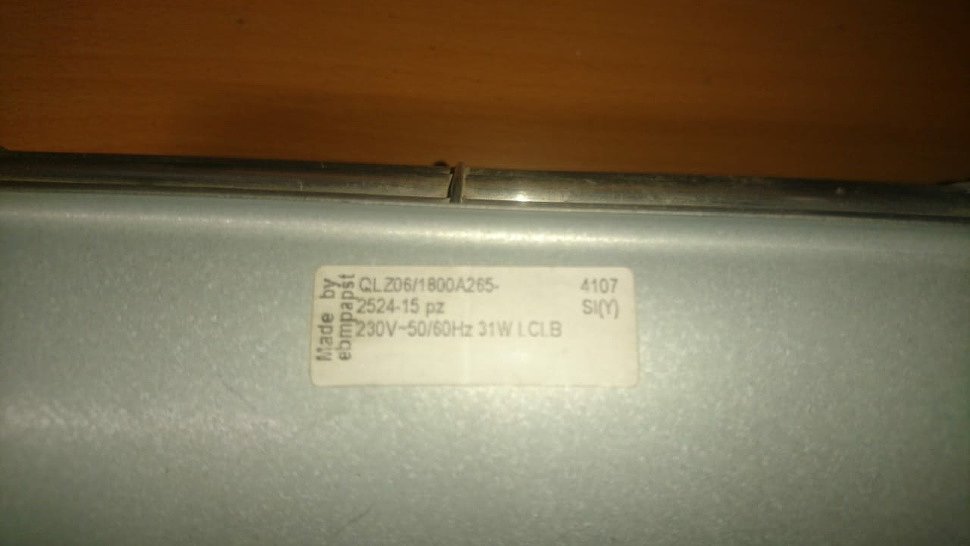 Made by
ebmpapst
QLZ06/1800A265- 4107
2524-15 pz SI(Y)
230V~50/60Hz 31W I.Cl.B